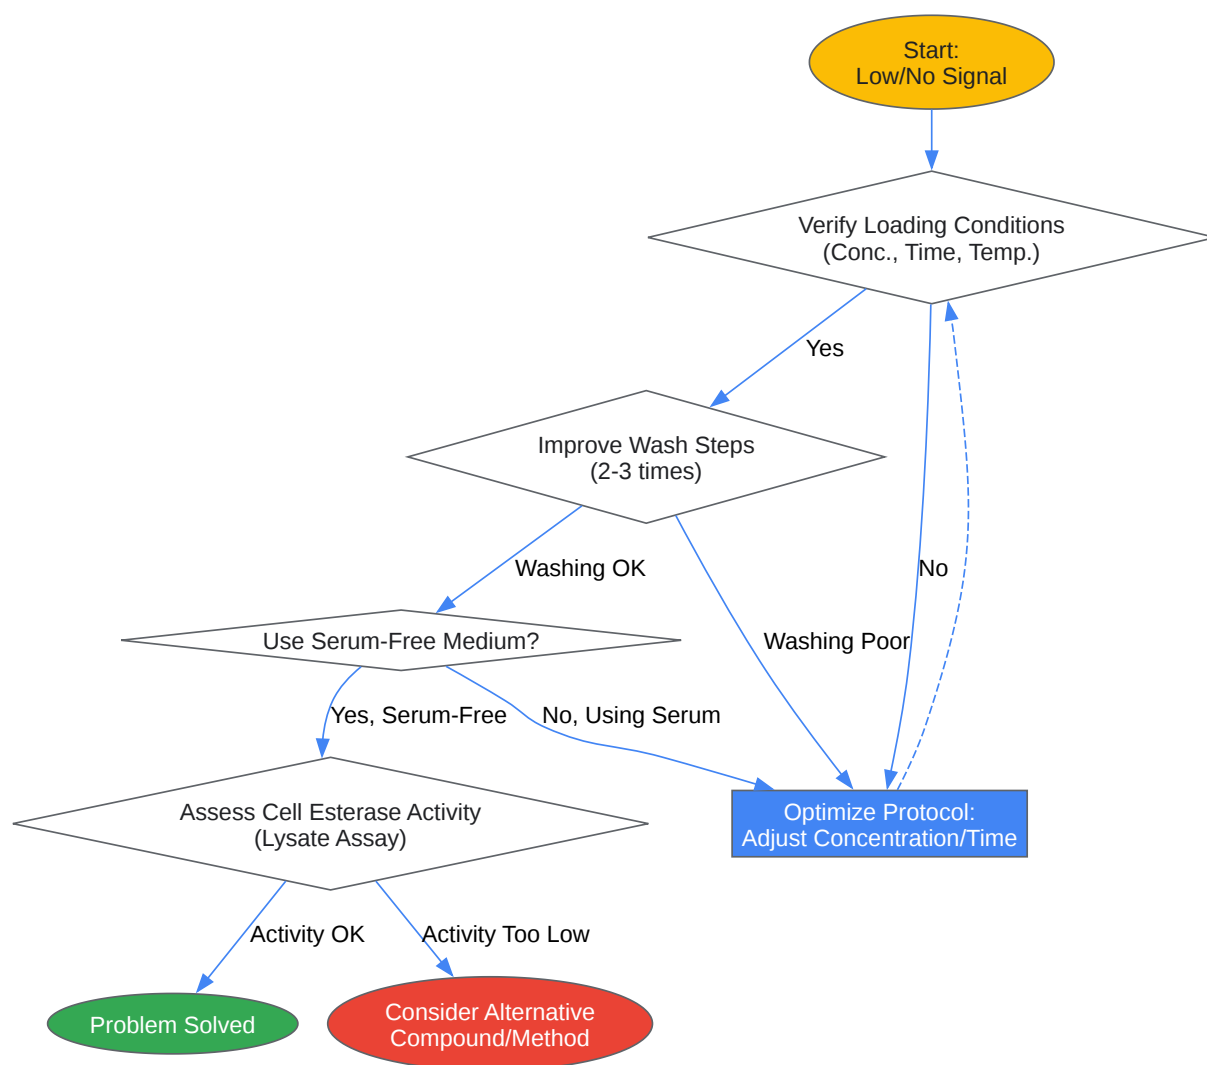 Start:
Low/No Signal
Verify Loading Conditions
(Conc., Time, Temp.)
Yes
Improve Wash Steps
(2-3 times)
Washing OK
No
Use Serum-Free Medium?
Washing Poor
Yes, Serum-Free
No, Using Serum
Assess Cell Esterase Activity
(Lysate Assay)
Optimize Protocol:
Adjust Concentration/Time
Activity OK
Activity Too Low
Problem Solved
Consider Alternative
Compound/Method